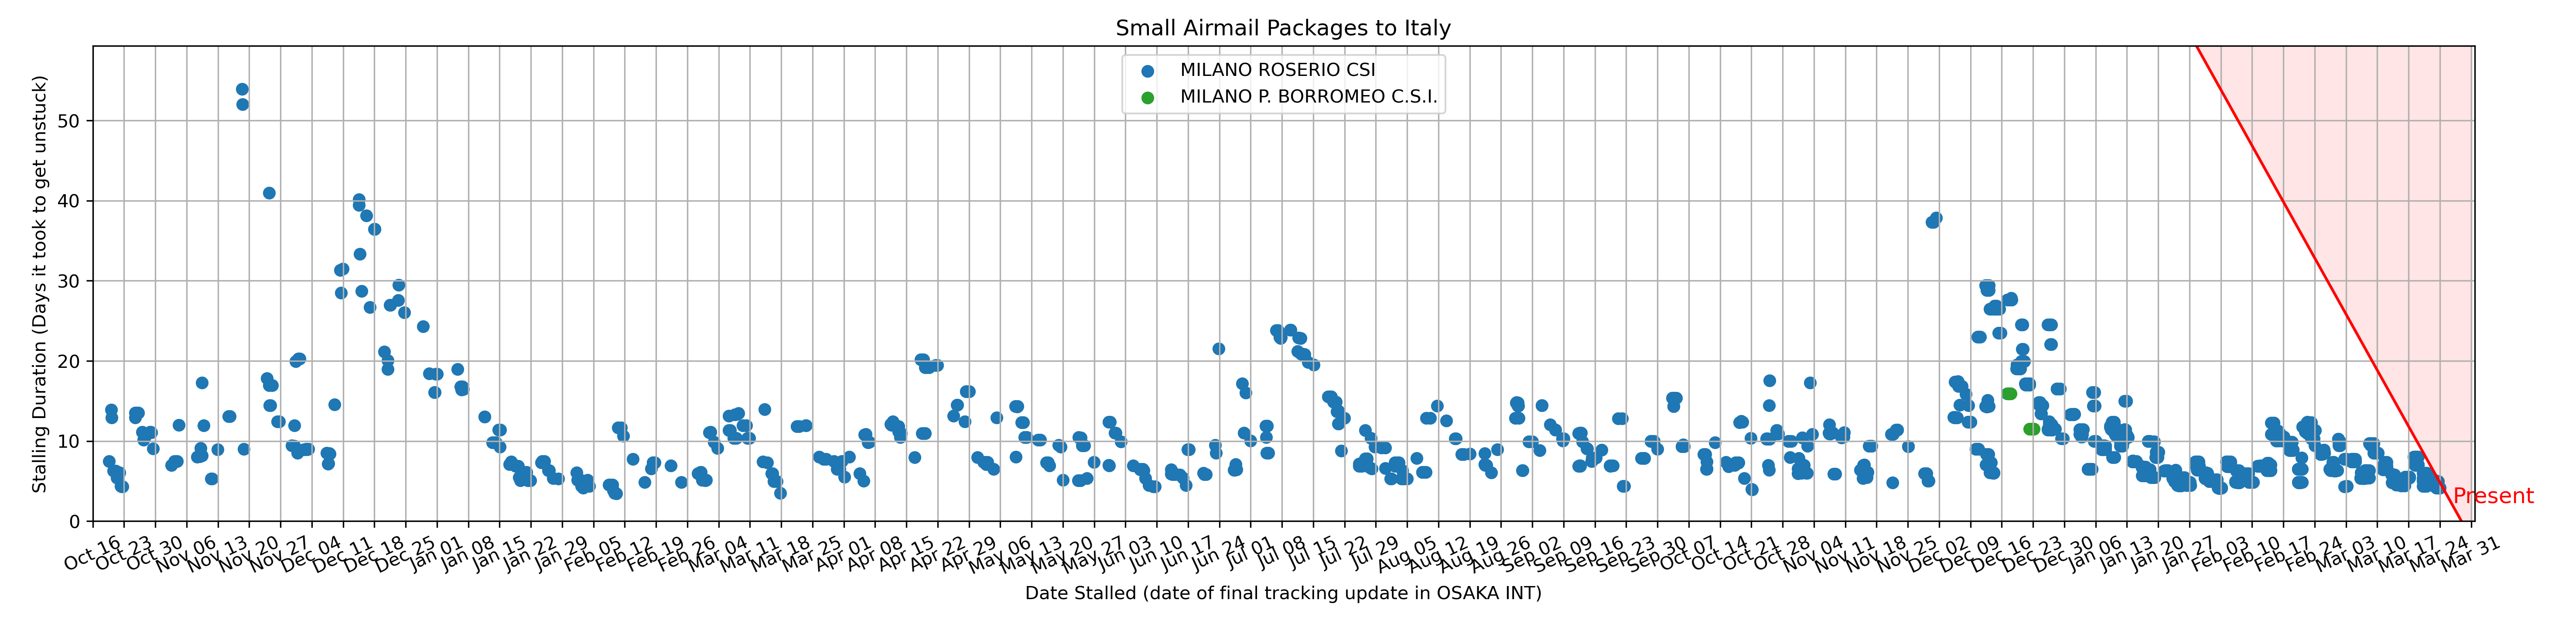 Small Airmail Packages to Italy
MILANO ROSERIO CSI
MILANO P. BORROMEO C.S.I.
Stalling Duration (Days it took to get unstuck)
50
40
30
20
10
0
Present
Oct 16 Oct 23 Oct 30 Nov 06 Nov 13 Nov 20 Nov 27 Dec 04 Dec 11 Dec 18 Dec 25 Jan 01 Jan 08 Jan 15 Jan 22 Jan 29 Feb 05 Feb 12 Feb 19 Feb 26 Mar 04 Mar 11 Mar 18 Mar 25 Apr 01 Apr 08 Apr 15 Apr 22 Apr 29 May 06 May 13 May 20 May 27 Jun 03 Jun 10 Jun 17 Jun 24 Jul 01 Jul 08 Jul 15 Jul 22 Jul 29 Aug 05 Aug 12 Aug 19 Aug 26 Sep 02 Sep 09 Sep 16 Sep 23 Sep 30 Oct 07 Oct 14 Oct 21 Oct 28 Nov 04 Nov 11 Nov 18 Nov 25 Dec 02 Dec 09 Dec 16 Dec 23 Dec 30 Jan 06 Jan 13 Jan 20 Jan 27 Feb 03 Feb 10 Feb 17 Feb 24 Mar 03 Mar 10 Mar 17 Mar 24 Mar 31
Date Stalled (date of final tracking update in OSAKA INT)